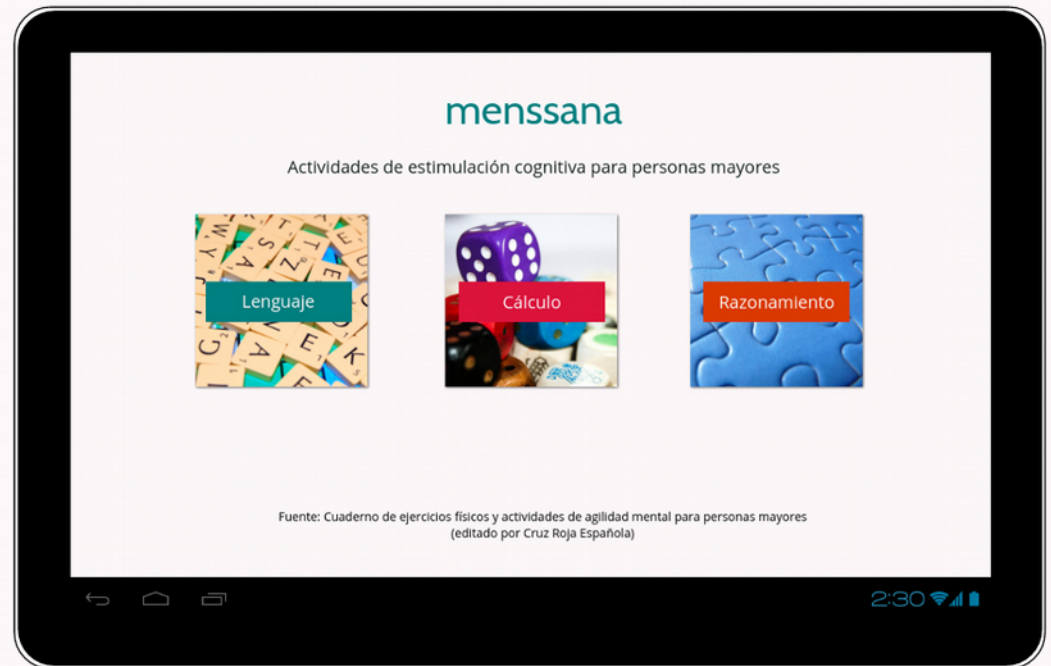 menssana
Actividades de estimulación cognitiva para personas mayores
Lenguaje
Cálculo
Razonamiento
Fuente: Cuaderno de ejercicios físicos y actividades de agilidad mental para personas mayores
(editado por Cruz Roja Española)
2:30